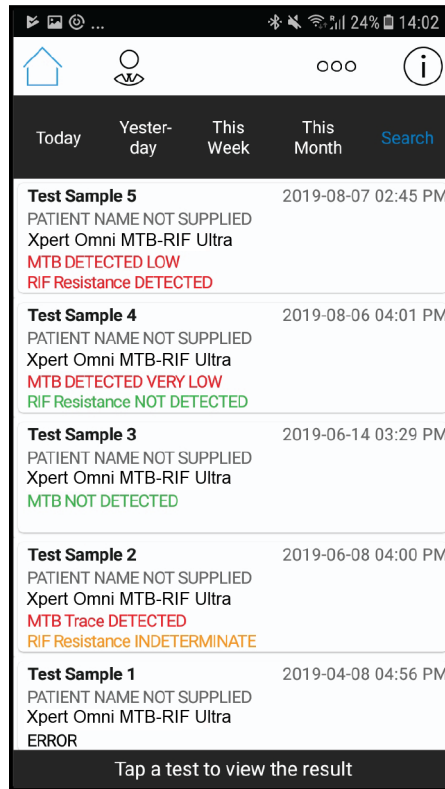 ... 24% 14:02
ooo i
Today Yester-day This Week This Month Search
Test Sample 5 2019-08-07 02:45 PM
PATIENT NAME NOT SUPPLIED
Xpert Omni MTB-RIF Ultra
MTB DETECTED LOW
RIF Resistance DETECTED
Test Sample 4 2019-08-06 04:01 PM
PATIENT NAME NOT SUPPLIED
Xpert Omni MTB-RIF Ultra
MTB DETECTED VERY LOW
RIF Resistance NOT DETECTED
Test Sample 3 2019-06-14 03:29 PM
PATIENT NAME NOT SUPPLIED
Xpert Omni MTB-RIF Ultra
MTB NOT DETECTED
Test Sample 2 2019-06-08 04:00 PM
PATIENT NAME NOT SUPPLIED
Xpert Omni MTB-RIF Ultra
MTB Trace DETECTED
RIF Resistance INDETERMINATE
Test Sample 1 2019-04-08 04:56 PM
PATIENT NAME NOT SUPPLIED
Xpert Omni MTB-RIF Ultra
ERROR
Tap a test to view the result